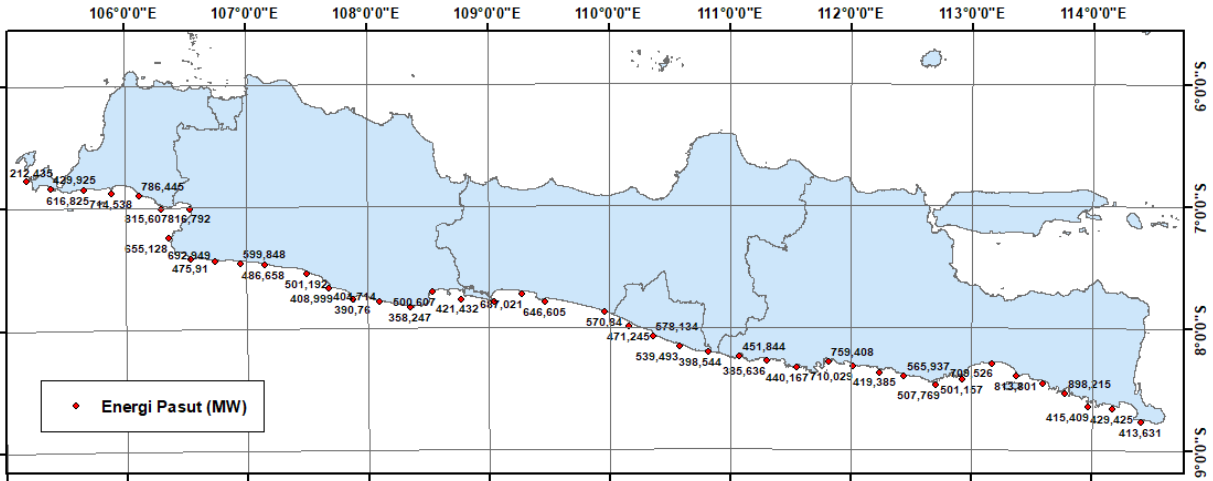 106°0'0"E 107°0'0"E 108°0'0"E 109°0'0"E 110°0'0"E 111°0'0"E 112°0'0"E 113°0'0"E 114°0'0"E
6°0'0"S
212,435 429,925 786,445
616,825 714,538
7°0'0"S
815,607 816,792
655,128 692,949 599,848
475,91 486,658
501,192 404,714 500,607
408,999 421,432 687,021
390,76 358,247 646,605
570,84 578,134
471,245
8°0'0"S
539,493 451,844 759,408
398,544 385,636 565,937 709,526
440,167 710,029 419,385 501,157 813,801 898,215
507,769
415,409 429,425
413,631
Energi Pasut (MW)
9°0'0"S